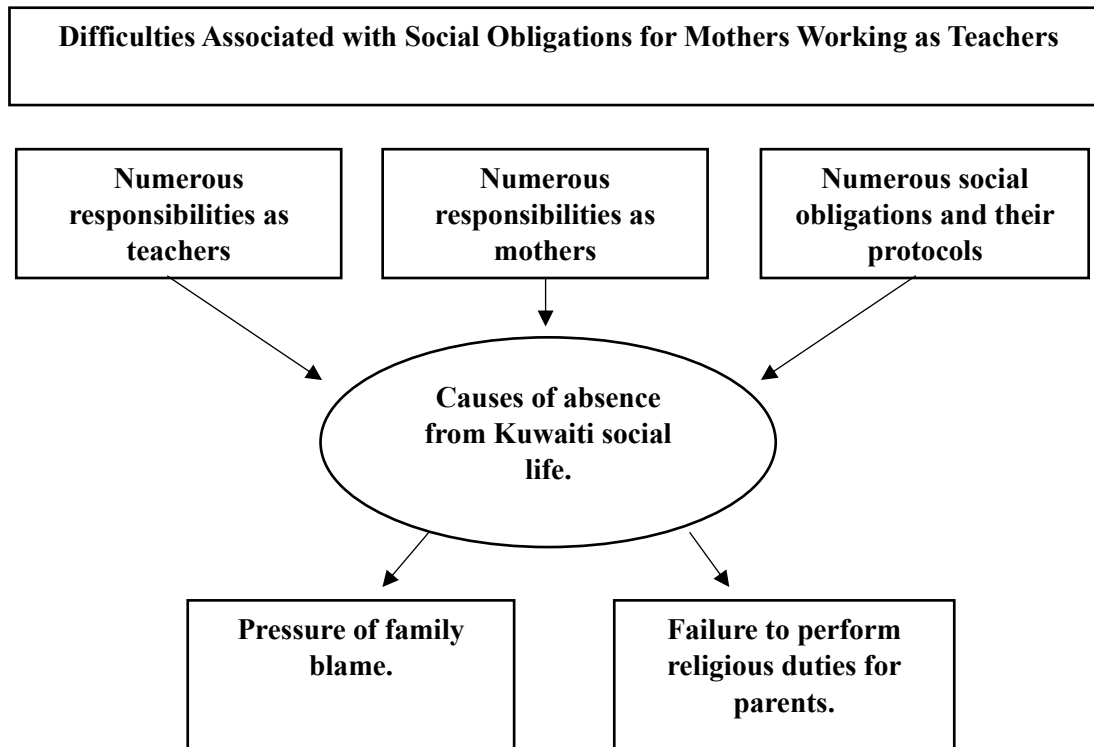 Difficulties Associated with Social Obligations for Mothers Working as Teachers
Numerous
responsibilities as
teachers
Numerous
responsibilities as
mothers
Numerous social
obligations and their
protocols
Causes of absence
from Kuwaiti social
life.
Pressure of family
blame.
Failure to perform
religious duties for
parents.